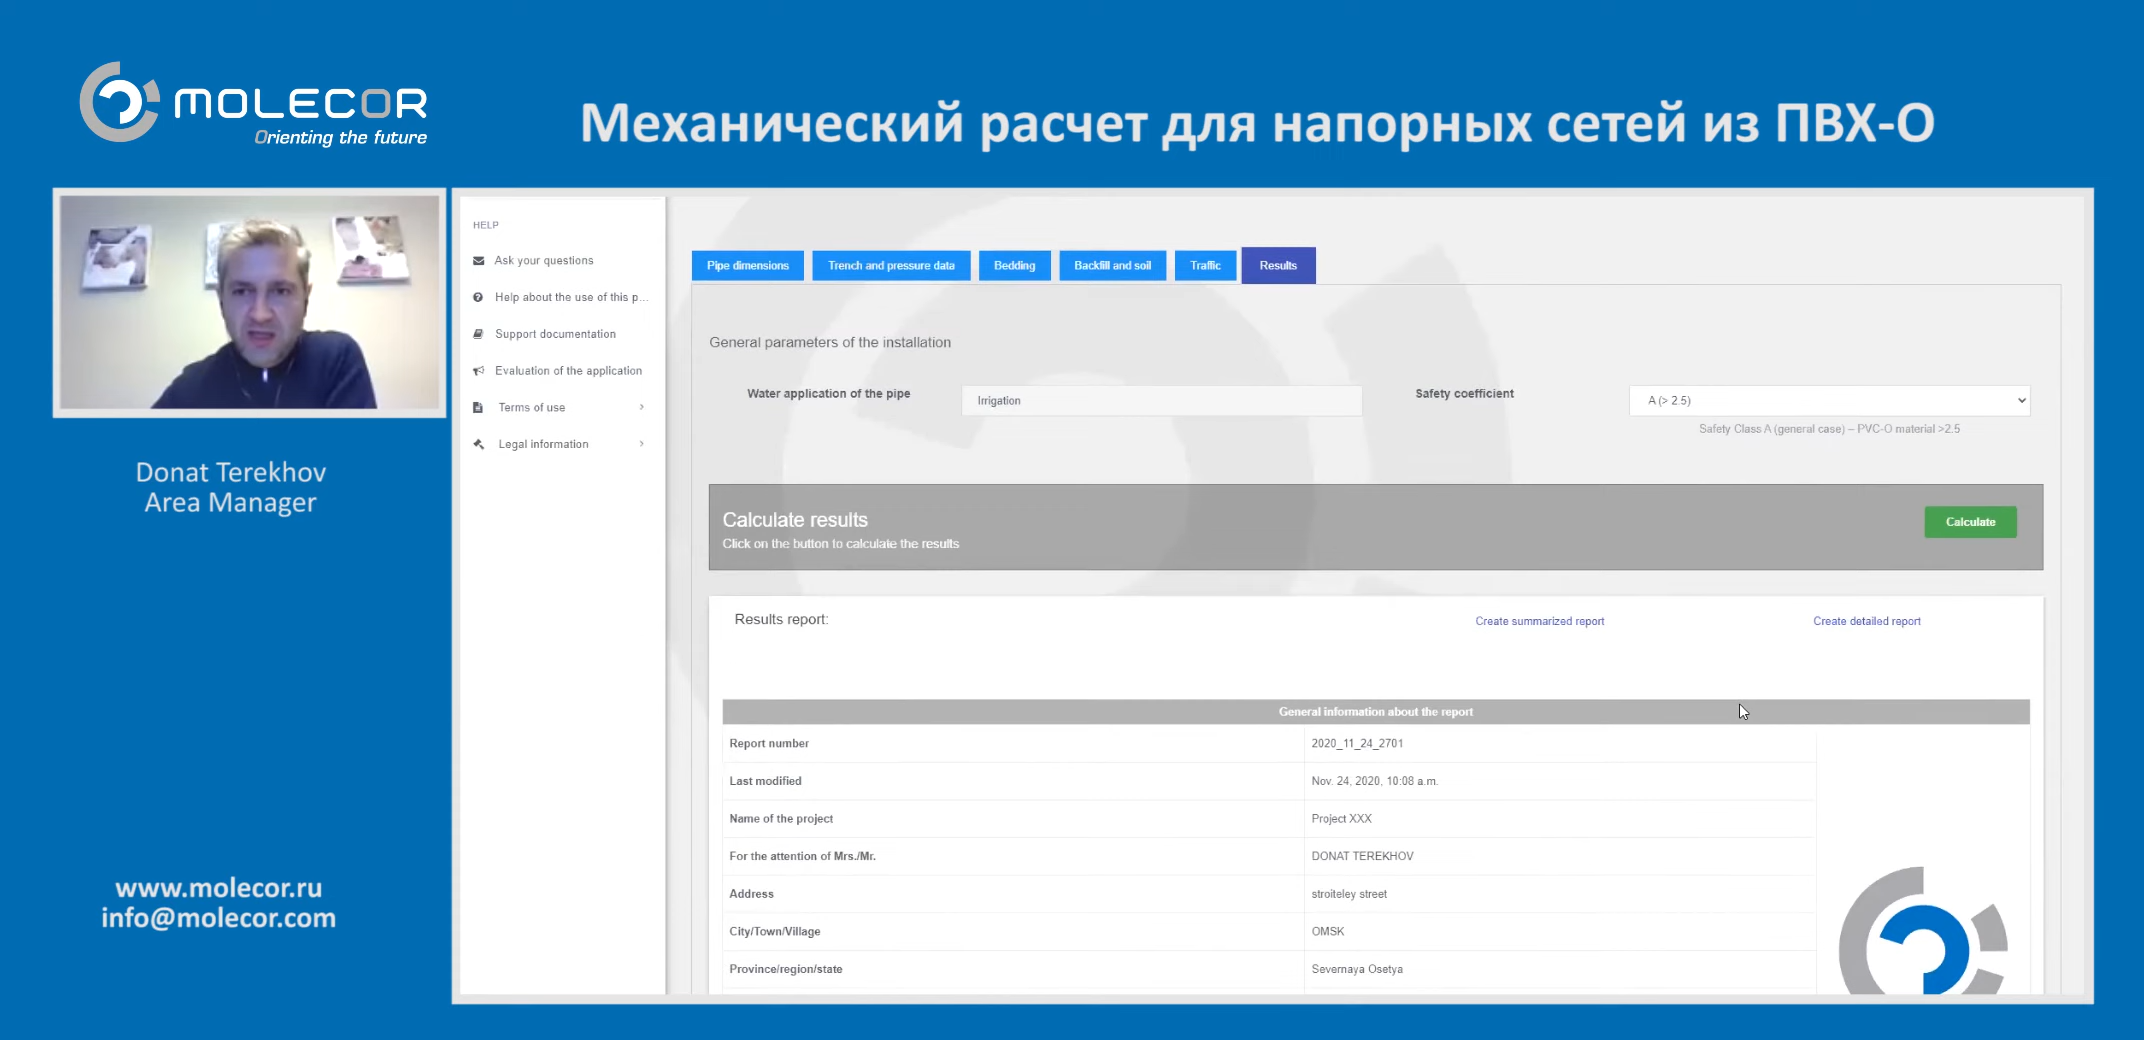 MOLECOR
Orienting the future
Механический расчет для напорных сетей из ПВХ-О
Donat Terekhov
Area Manager
www.molecor.ru
info@molecor.com
HELP
Ask your questions
Help about the use of this p...
Support documentation
Evaluation of the application
Terms of use
Legal information
Pipe dimensions
Trench and pressure data
Bedding
Backfill and soil
Traffic
Results
General parameters of the installation
Water application of the pipe
Irrigation
Safety coefficient
A (> 2.5)
Safety Class A (general case) – PVC-O material >2.5
Calculate results
Click on the button to calculate the results
Calculate
Results report:
Create summarized report
Create detailed report
General information about the report
Report number 2020_11_24_2701
Last modified Nov. 24, 2020, 10:08 a.m.
Name of the project Project XXX
For the attention of Mrs./Mr. DONAT TEREKHOV
Address stroiteley street
City/Town/Village OMSK
Province/region/state Severnaya Osetya